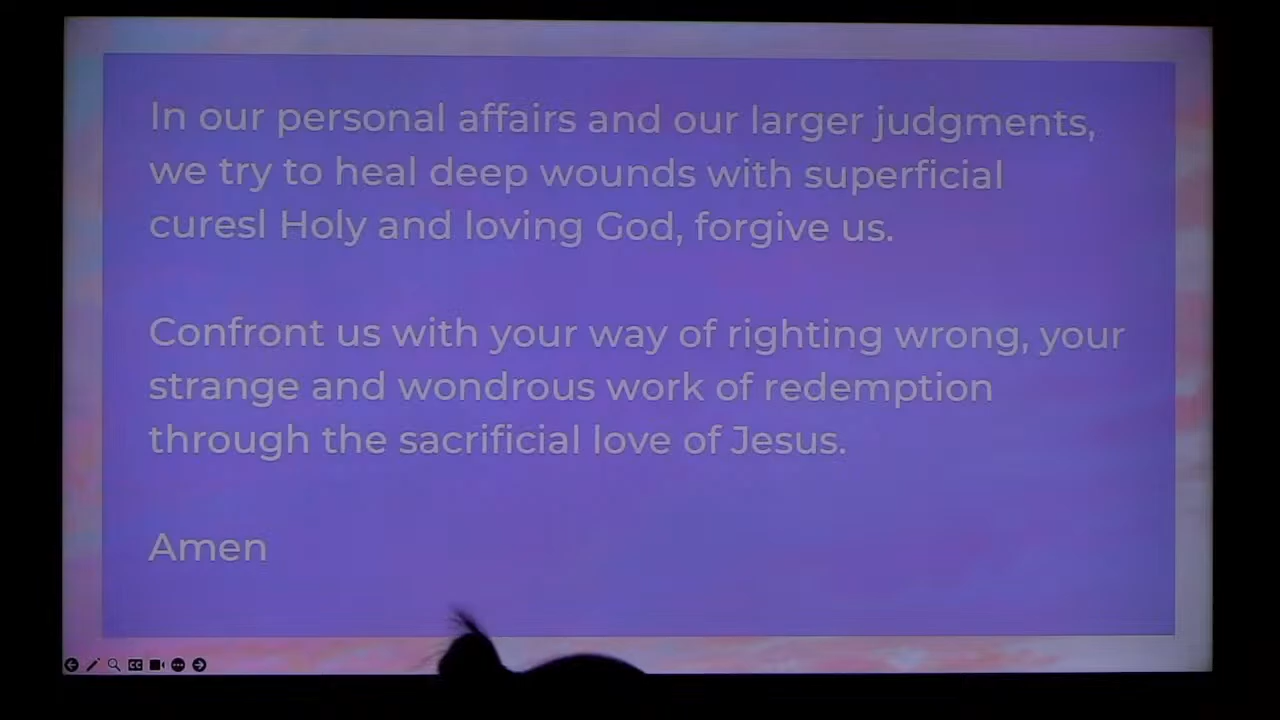 In our personal affairs and our larger judgments,
we try to heal deep wounds with superficial
curesl Holy and loving God, forgive us.
Confront us with your way of righting wrong, your
strange and wondrous work of redemption
through the sacrificial love of Jesus.
Amen
CC